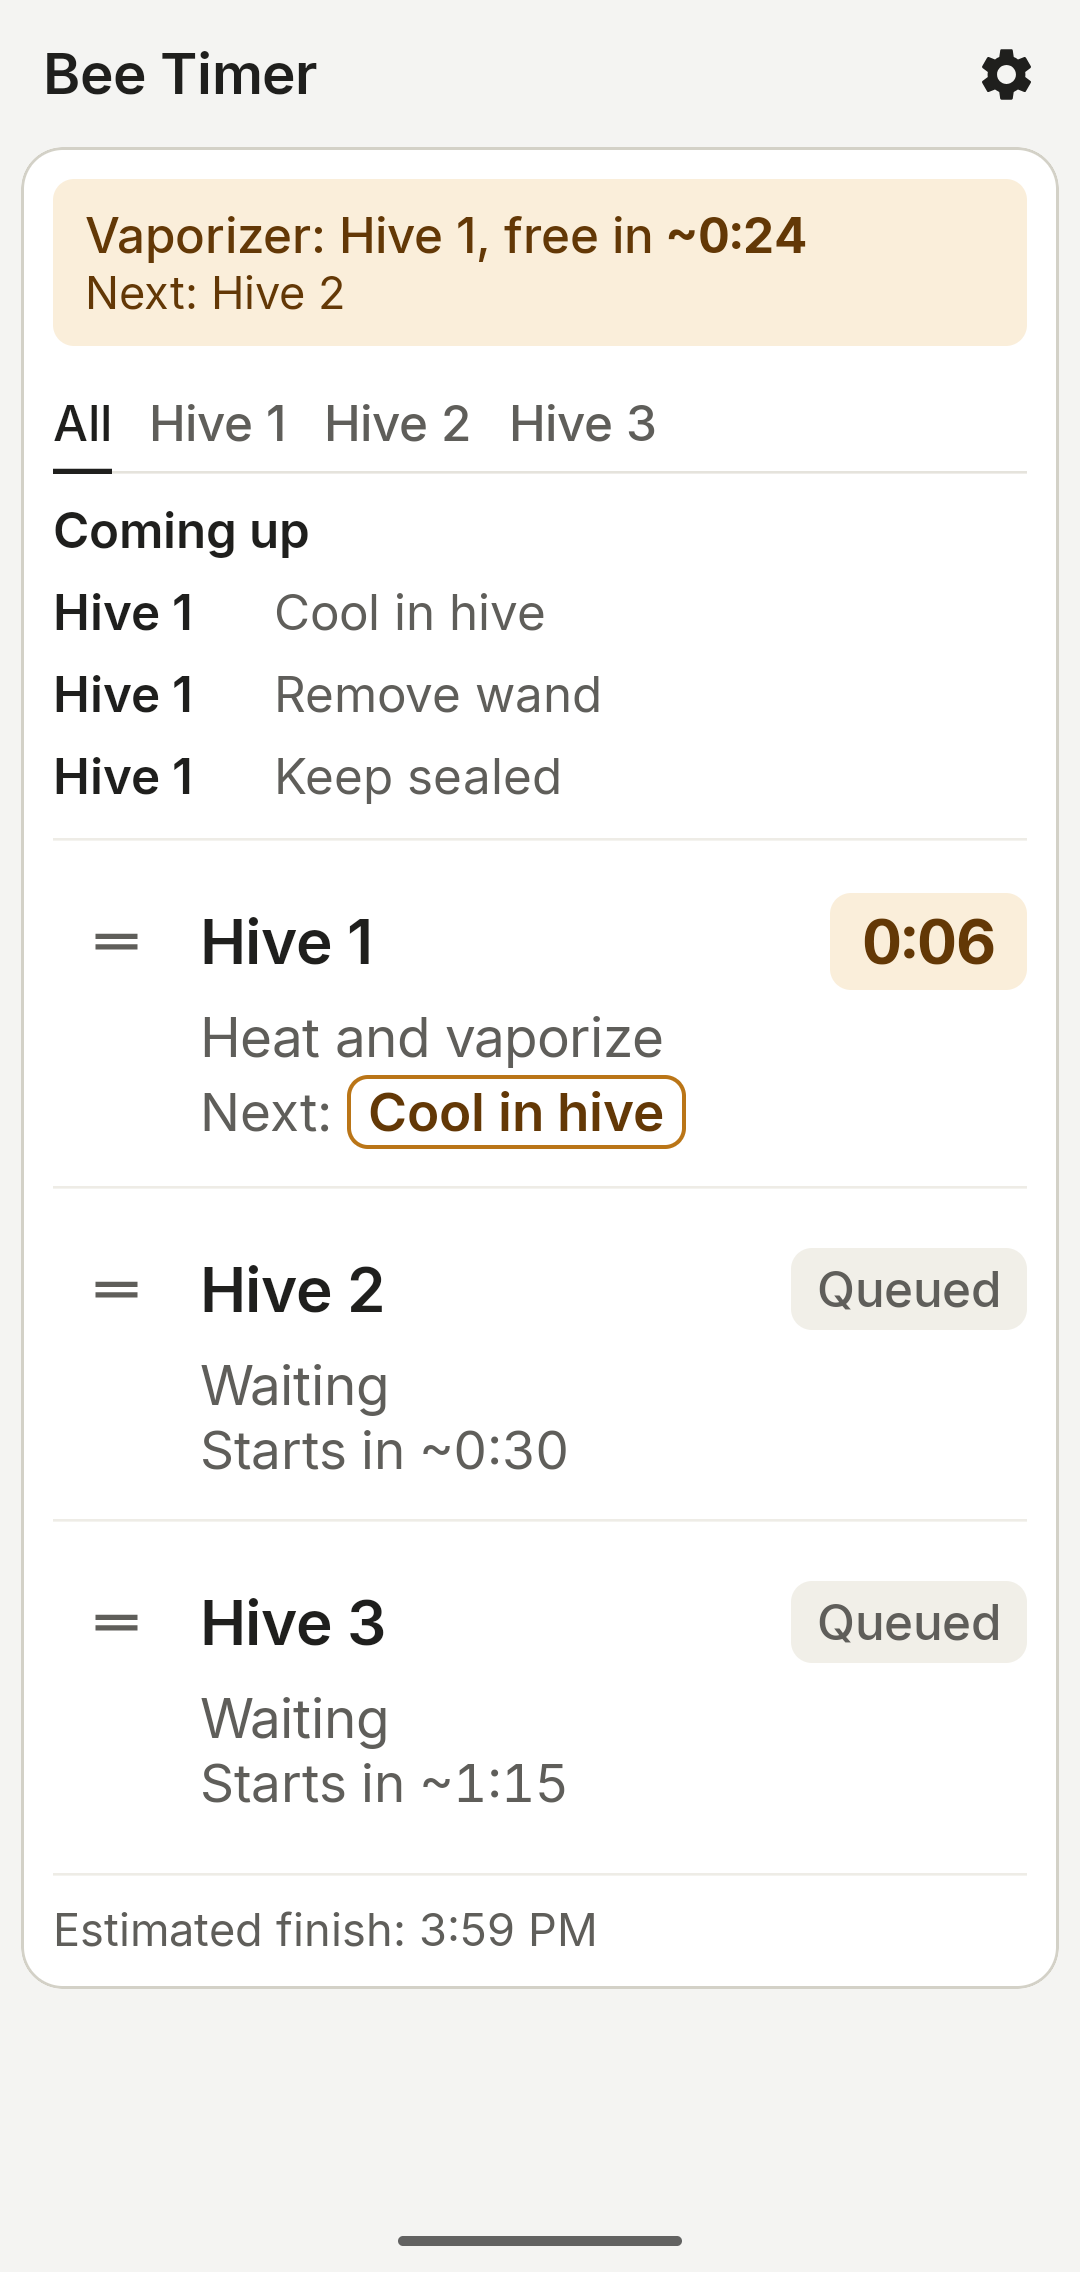 Bee Timer
Vaporizer: Hive 1, free in ~0:24
Next: Hive 2
All Hive 1 Hive 2 Hive 3
Coming up
Hive 1 Cool in hive
Hive 1 Remove wand
Hive 1 Keep sealed
Hive 1 0:06
Heat and vaporize
Next: Cool in hive
Hive 2 Queued
Waiting
Starts in ~0:30
Hive 3 Queued
Waiting
Starts in ~1:15
Estimated finish: 3:59 PM